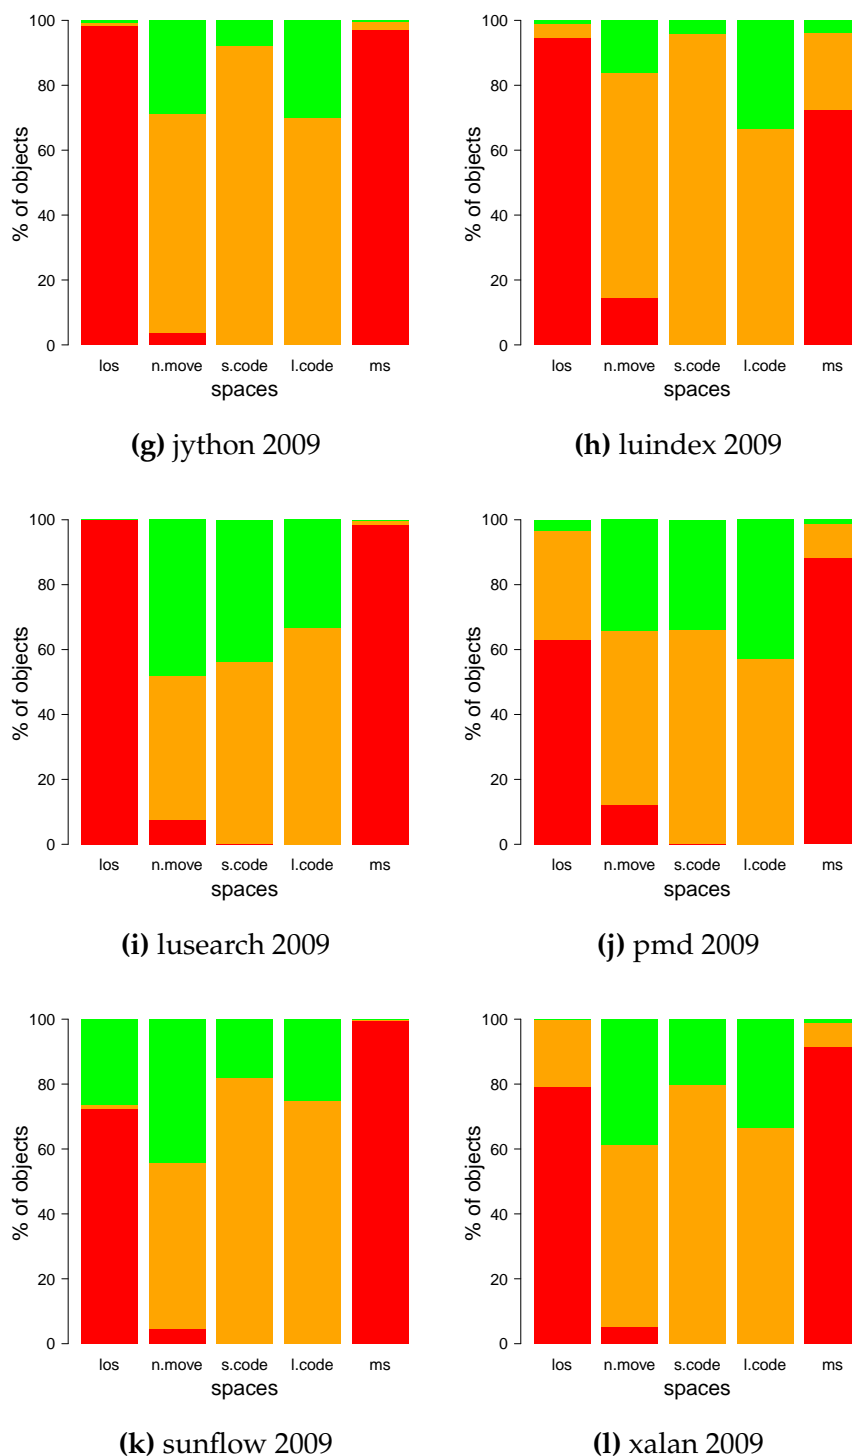 100
80
60
40
20
0
% of objects
los n.move s.code l.code ms
spaces
(g) jython 2009
100
80
60
40
20
0
% of objects
los n.move s.code l.code ms
spaces
(h) luindex 2009
100
80
60
40
20
0
% of objects
los n.move s.code l.code ms
spaces
(i) lusearch 2009
100
80
60
40
20
0
% of objects
los n.move s.code l.code ms
spaces
(j) pmd 2009
100
80
60
40
20
0
% of objects
los n.move s.code l.code ms
spaces
(k) sunflow 2009
100
80
60
40
20
0
% of objects
los n.move s.code l.code ms
spaces
(l) xalan 2009